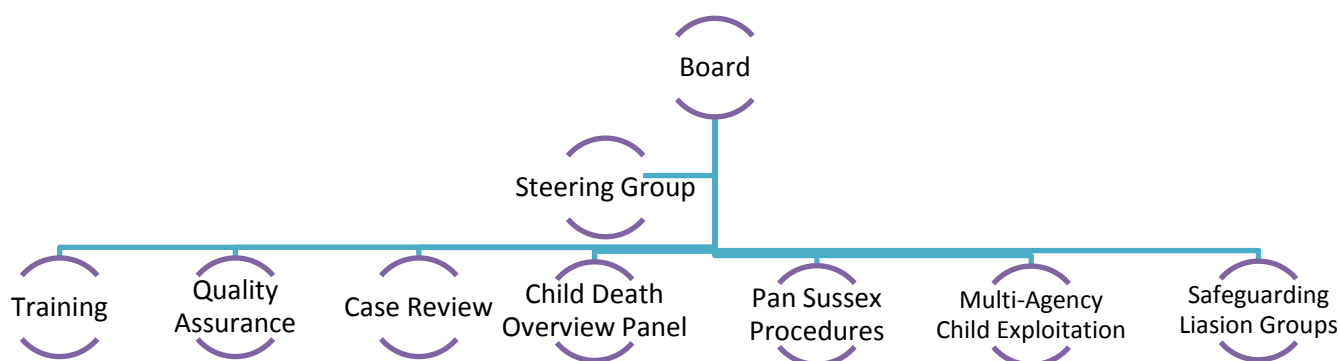 Board
Steering Group
Training
Quality
Assurance
Case Review
Child Death
Overview Panel
Pan Sussex
Procedures
Multi-Agency
Child Exploitation
Safeguarding
Liasion Groups